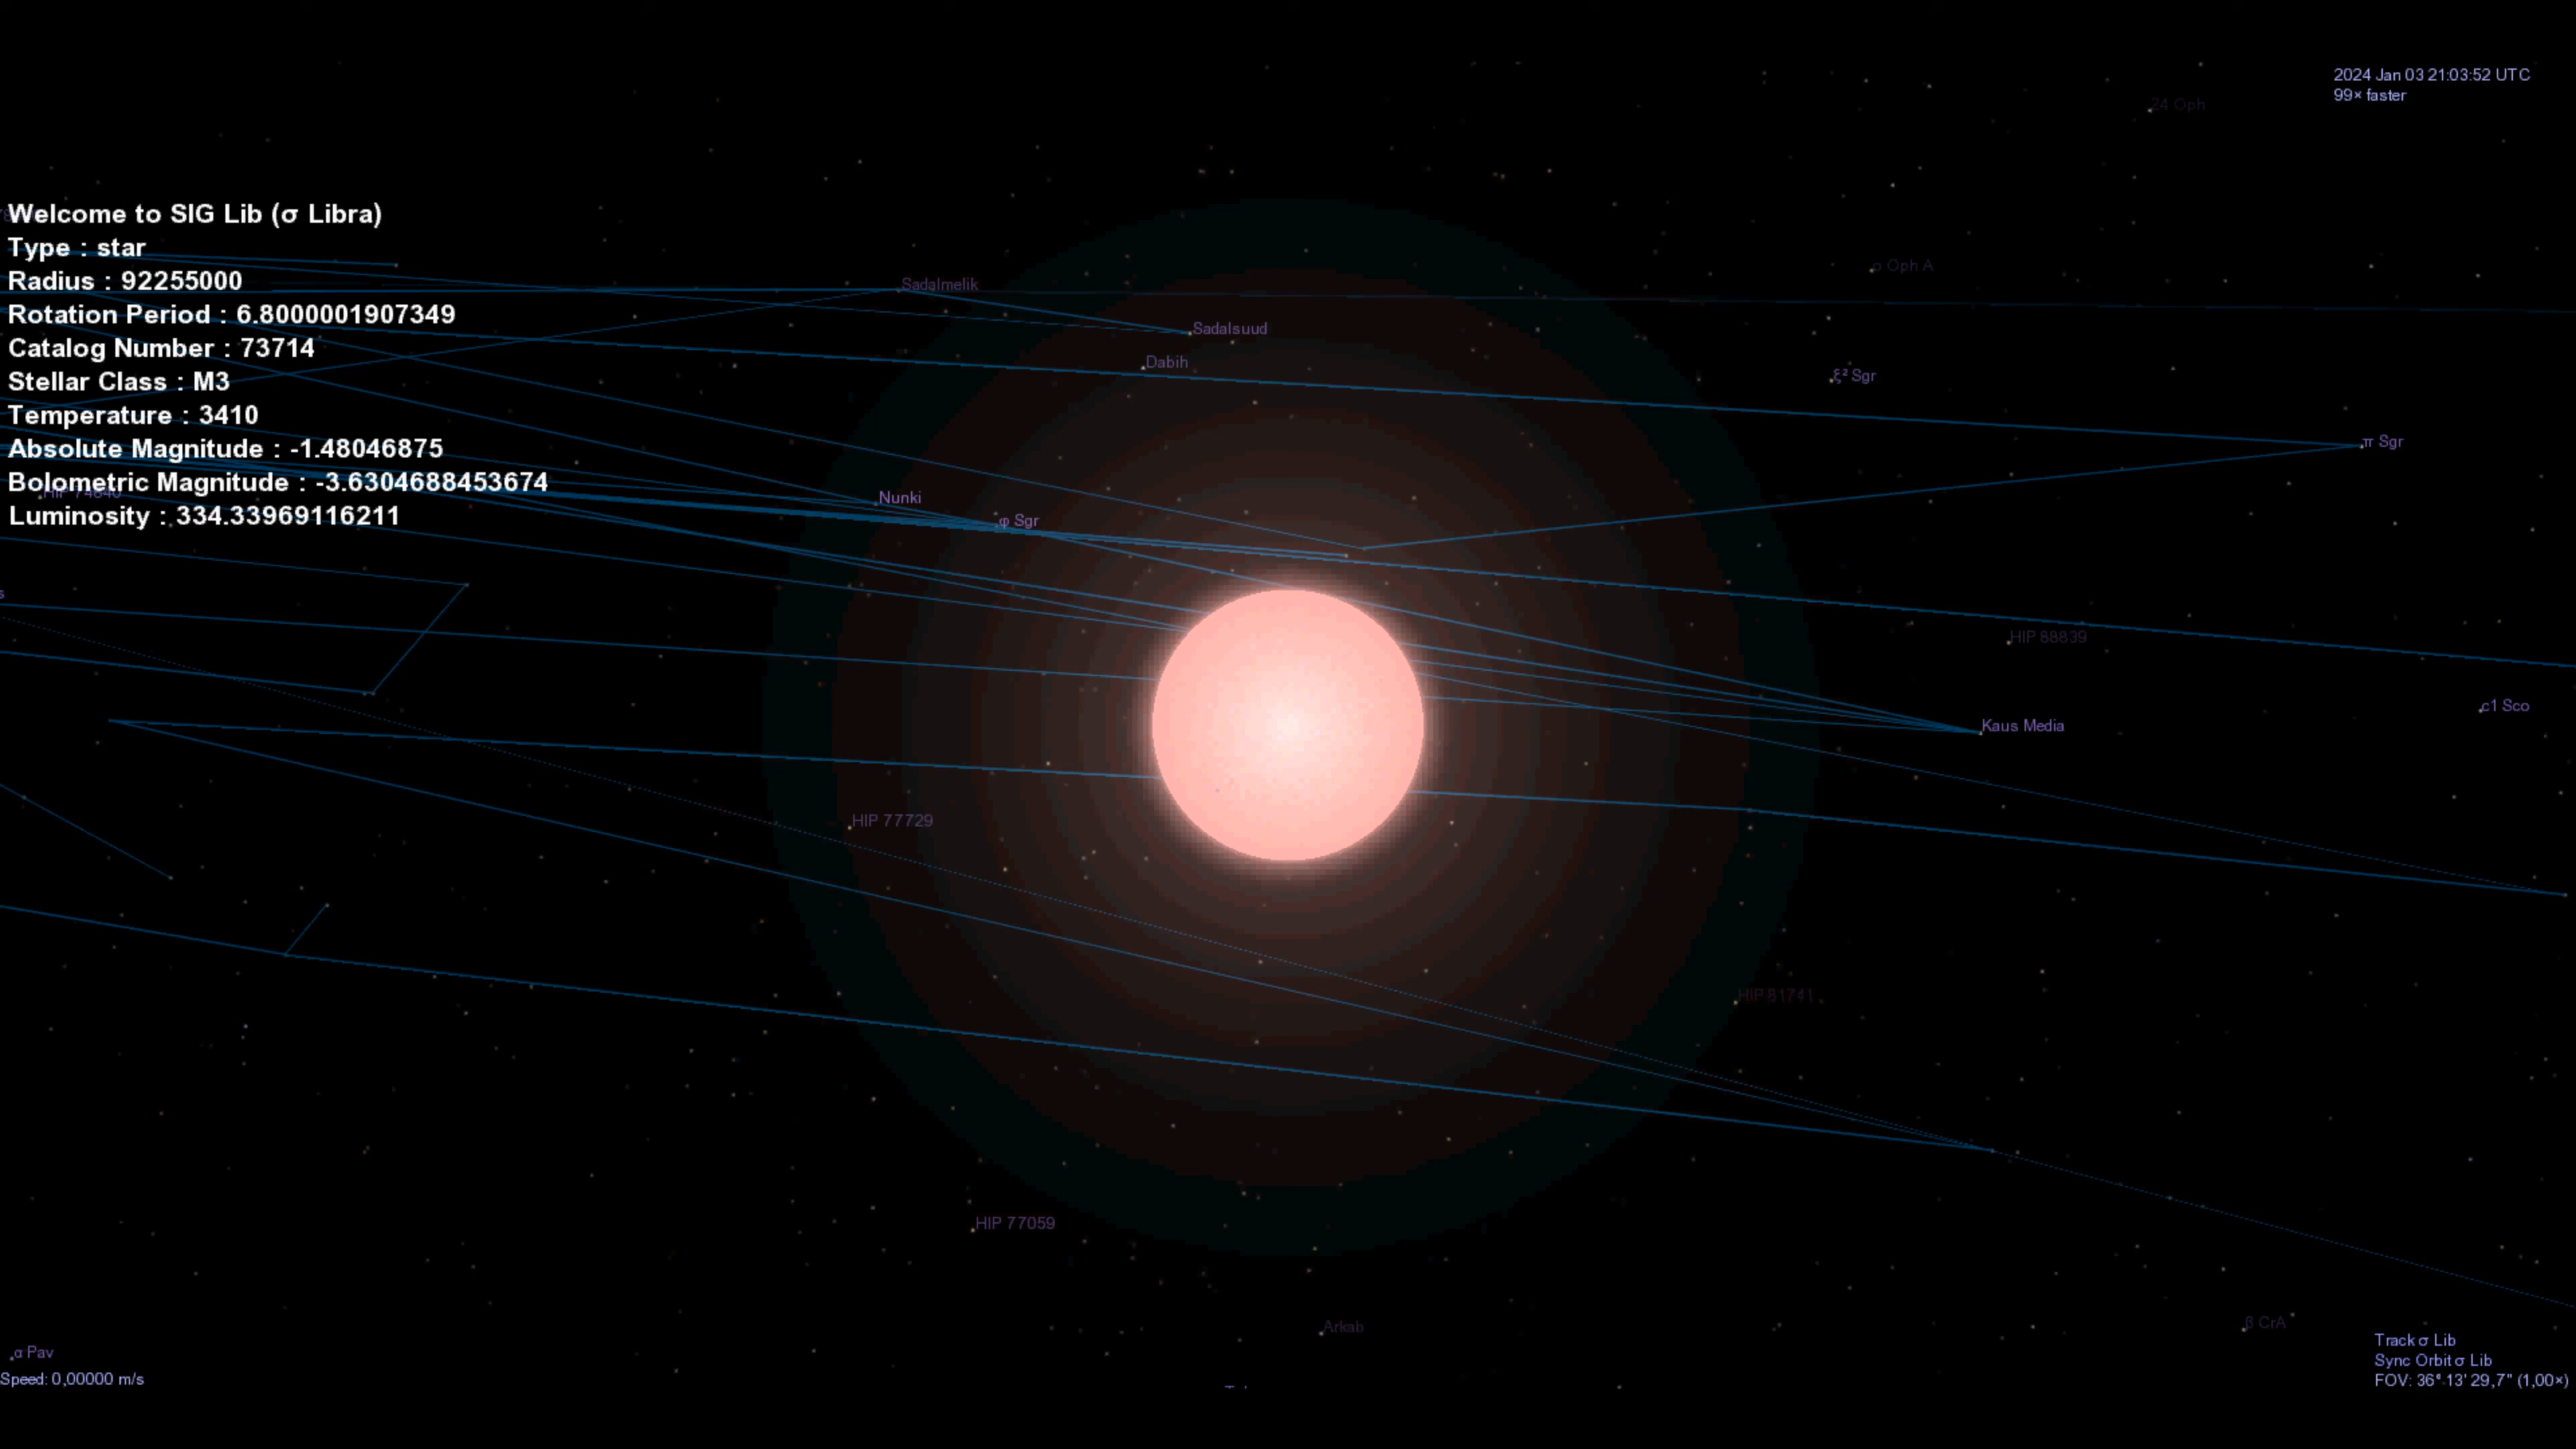 2024 Jan 03 21:03:52 UTC
99× faster
24 Oph
Welcome to SIG Lib (σ Libra)
Type : star
Radius : 92255000
Rotation Period : 6.8000001907349
Catalog Number : 73714
Stellar Class : M3
Temperature : 3410
Absolute Magnitude : -1.48046875
Bolometric Magnitude : -3.6304688453674
Luminosity : 334.33969116211
ο Oph A
Sadalmelik
Sadalsuud
Dabih
ξ² Sgr
π Sgr
Nunki
φ Sgr
HIP 88839
c1 Sco
Kaus Media
HIP 77729
HIP 81741
HIP 77059
Arkab
β CrA
α Pav
Speed: 0,00000 m/s
Track σ Lib
Sync Orbit σ Lib
FOV: 36° 13' 29,7" (1,00×)